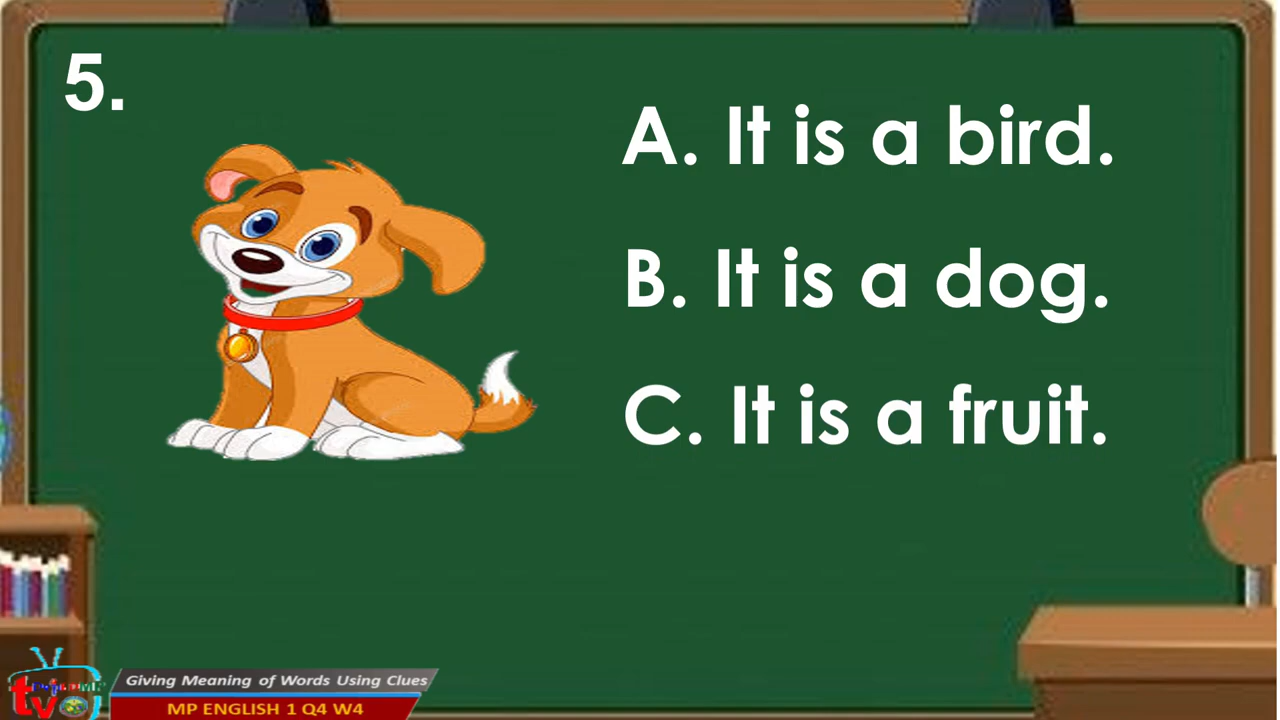 5.
A. It is a bird.
B. It is a dog.
C. It is a fruit.
Giving Meaning of Words Using Clues
MP ENGLISH 1 Q4 W4
tv